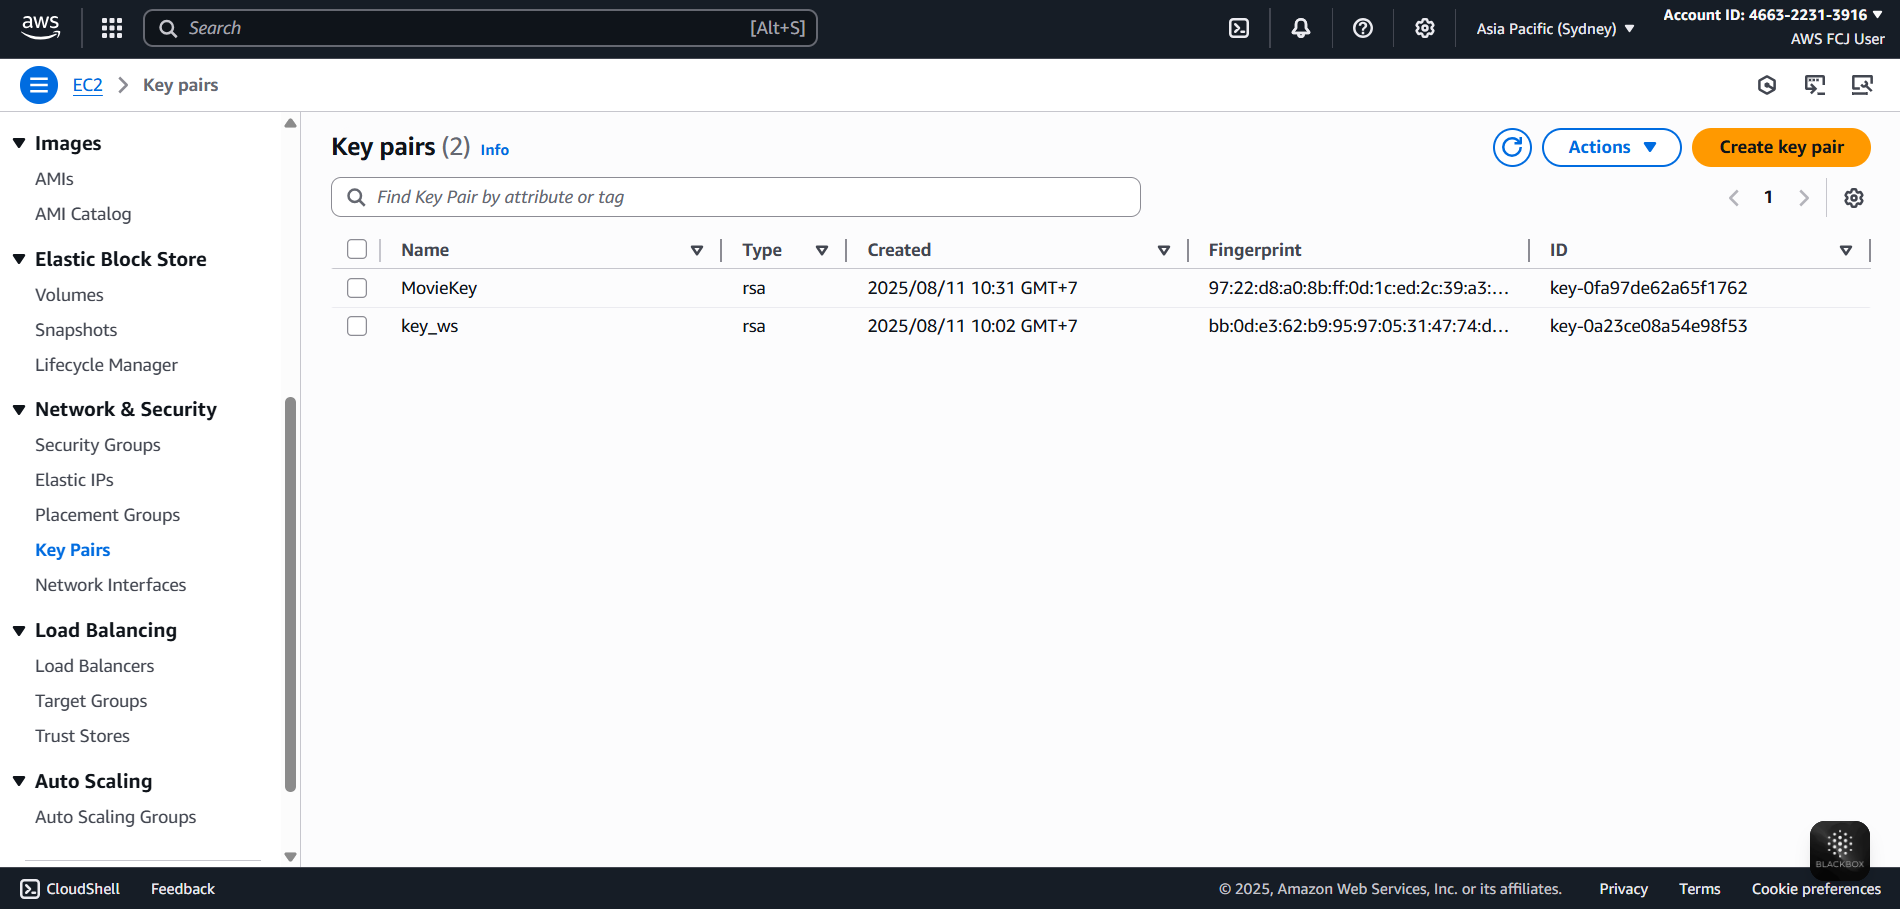 aws
Search [Alt+S]
Asia Pacific (Sydney)
Account ID: 4663-2231-3916
AWS FCJ User
EC2 Key pairs
Images
AMIs
AMI Catalog
Elastic Block Store
Volumes
Snapshots
Lifecycle Manager
Network & Security
Security Groups
Elastic IPs
Placement Groups
Key Pairs
Network Interfaces
Load Balancing
Load Balancers
Target Groups
Trust Stores
Auto Scaling
Auto Scaling Groups
Key pairs (2) Info
Actions
Create key pair
Find Key Pair by attribute or tag
1
Name Type Created Fingerprint ID
MovieKey rsa 2025/08/11 10:31 GMT+7 97:22:d8:a0:8b:ff:0d:1c:ed:2c:39:a3:... key-0fa97de62a65f1762
key_ws rsa 2025/08/11 10:02 GMT+7 bb:0d:e3:62:b9:95:97:05:31:47:74:d... key-0a23ce08a54e98f53
BLACKBOX
CloudShell Feedback
© 2025, Amazon Web Services, Inc. or its affiliates. Privacy Terms Cookie preferences